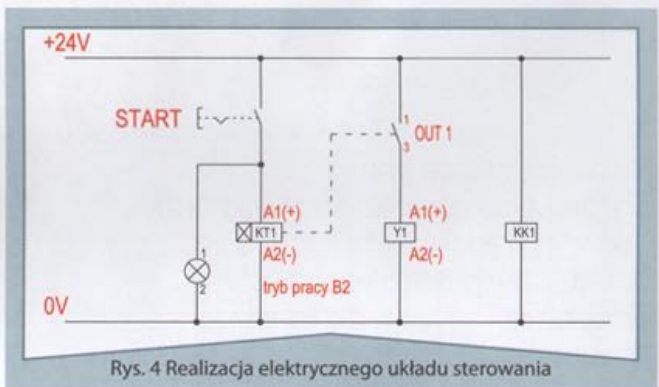 +24V
START
1
OUT 1
3
A1(+)
KT1
A2(-)
A1(+)
Y1
A2(-)
KK1
1
2
tryb pracy B2
0V
Rys. 4 Realizacja elektrycznego układu sterowania